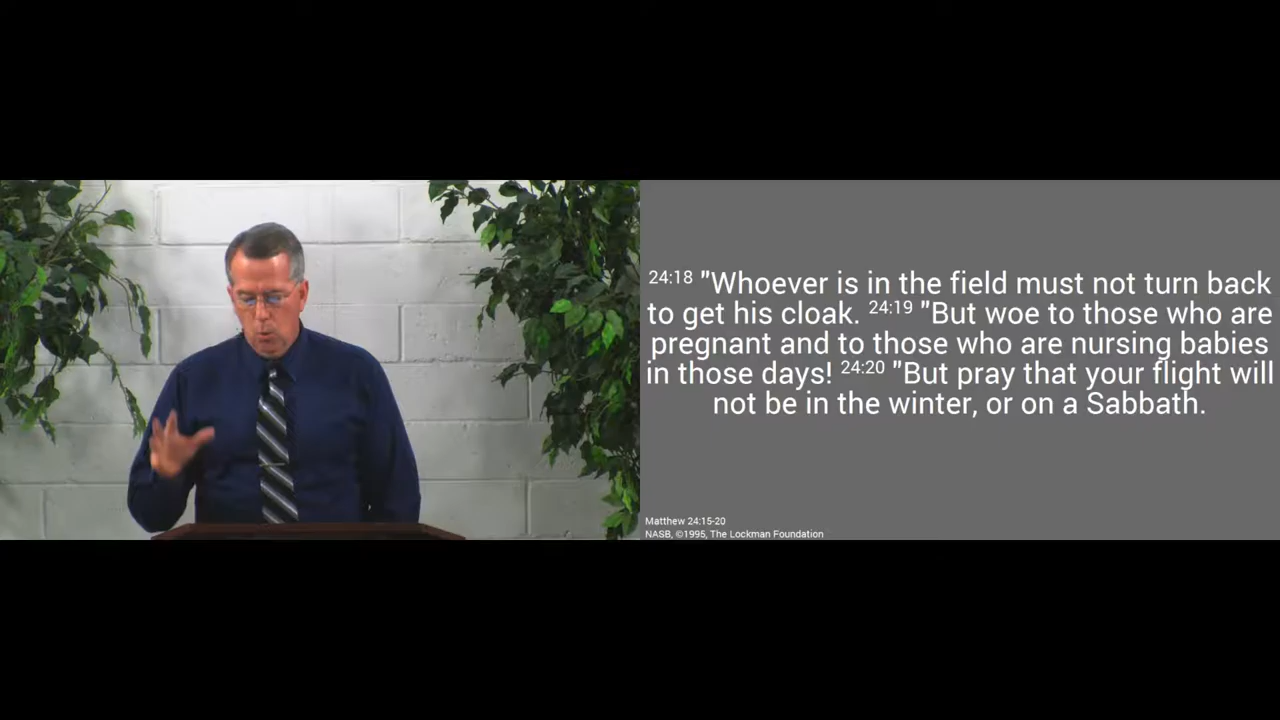 24:18 "Whoever is in the field must not turn back
to get his cloak. 24:19 "But woe to those who are
pregnant and to those who are nursing babies
in those days! 24:20 "But pray that your flight will
not be in the winter, or on a Sabbath.
Matthew 24:15-20
NASB, ©1995, The Lockman Foundation